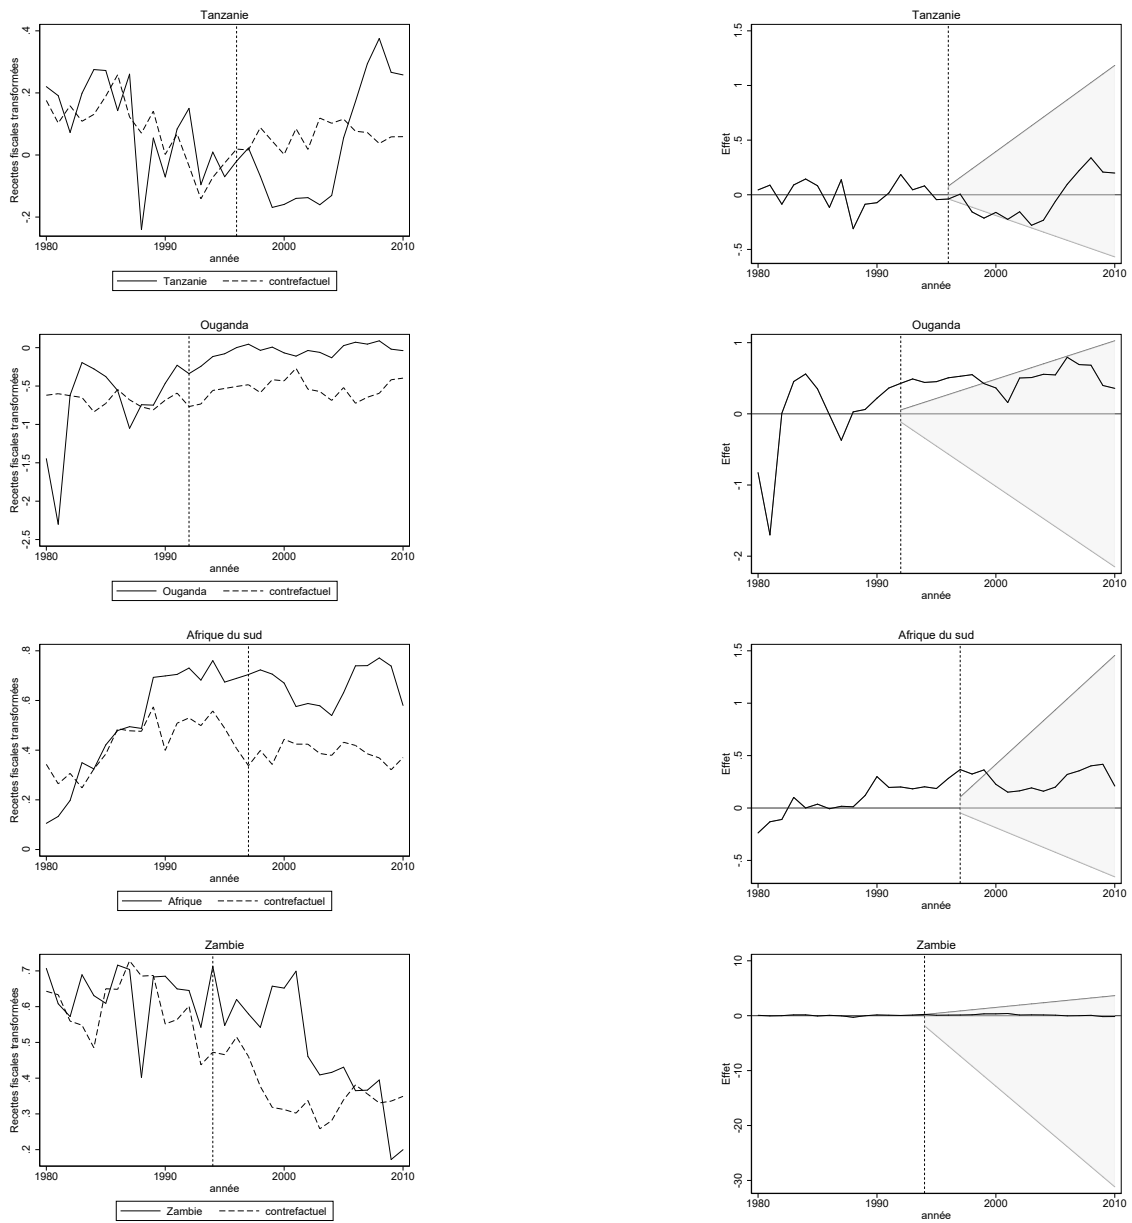 Tanzanie
Recettes fiscales transformées
.4
.2
0
-.2
1980 1990 2000 2010
année
Tanzanie contrefactuel
Tanzanie
Effet
1.5
1
.5
0
-.5
1980 1990 2000 2010
année
Ouganda
Recettes fiscales transformées
0
-.5
-1
-1.5
-2
-2.5
1980 1990 2000 2010
année
Ouganda contrefactuel
Ouganda
Effet
1
0
-1
-2
1980 1990 2000 2010
année
Afrique du sud
Recettes fiscales transformées
.8
.6
.4
.2
0
1980 1990 2000 2010
année
Afrique contrefactuel
Afrique du sud
Effet
1.5
1
.5
0
-.5
1980 1990 2000 2010
année
Zambie
Recettes fiscales transformées
.7
.6
.5
.4
.3
.2
1980 1990 2000 2010
année
Zambie contrefactuel
Zambie
Effet
10
0
-10
-20
-30
1980 1990 2000 2010
année